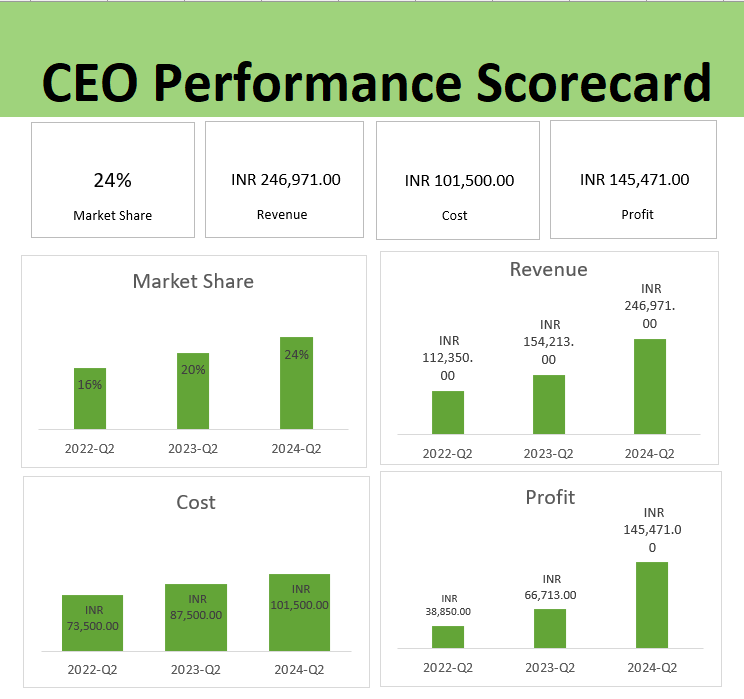 CEO Performance Scorecard
24%
Market Share
INR 246,971.00
Revenue
INR 101,500.00
Cost
INR 145,471.00
Profit
Market Share
16%
20%
24%
2022-Q2 2023-Q2 2024-Q2
Revenue
INR
112,350.
00
INR
154,213.
00
INR
246,971.
00
2022-Q2 2023-Q2 2024-Q2
Cost
INR
73,500.00
INR
87,500.00
INR
101,500.00
2022-Q2 2023-Q2 2024-Q2
Profit
INR
38,850.00
INR
66,713.00
INR
145,471.0
0
2022-Q2 2023-Q2 2024-Q2